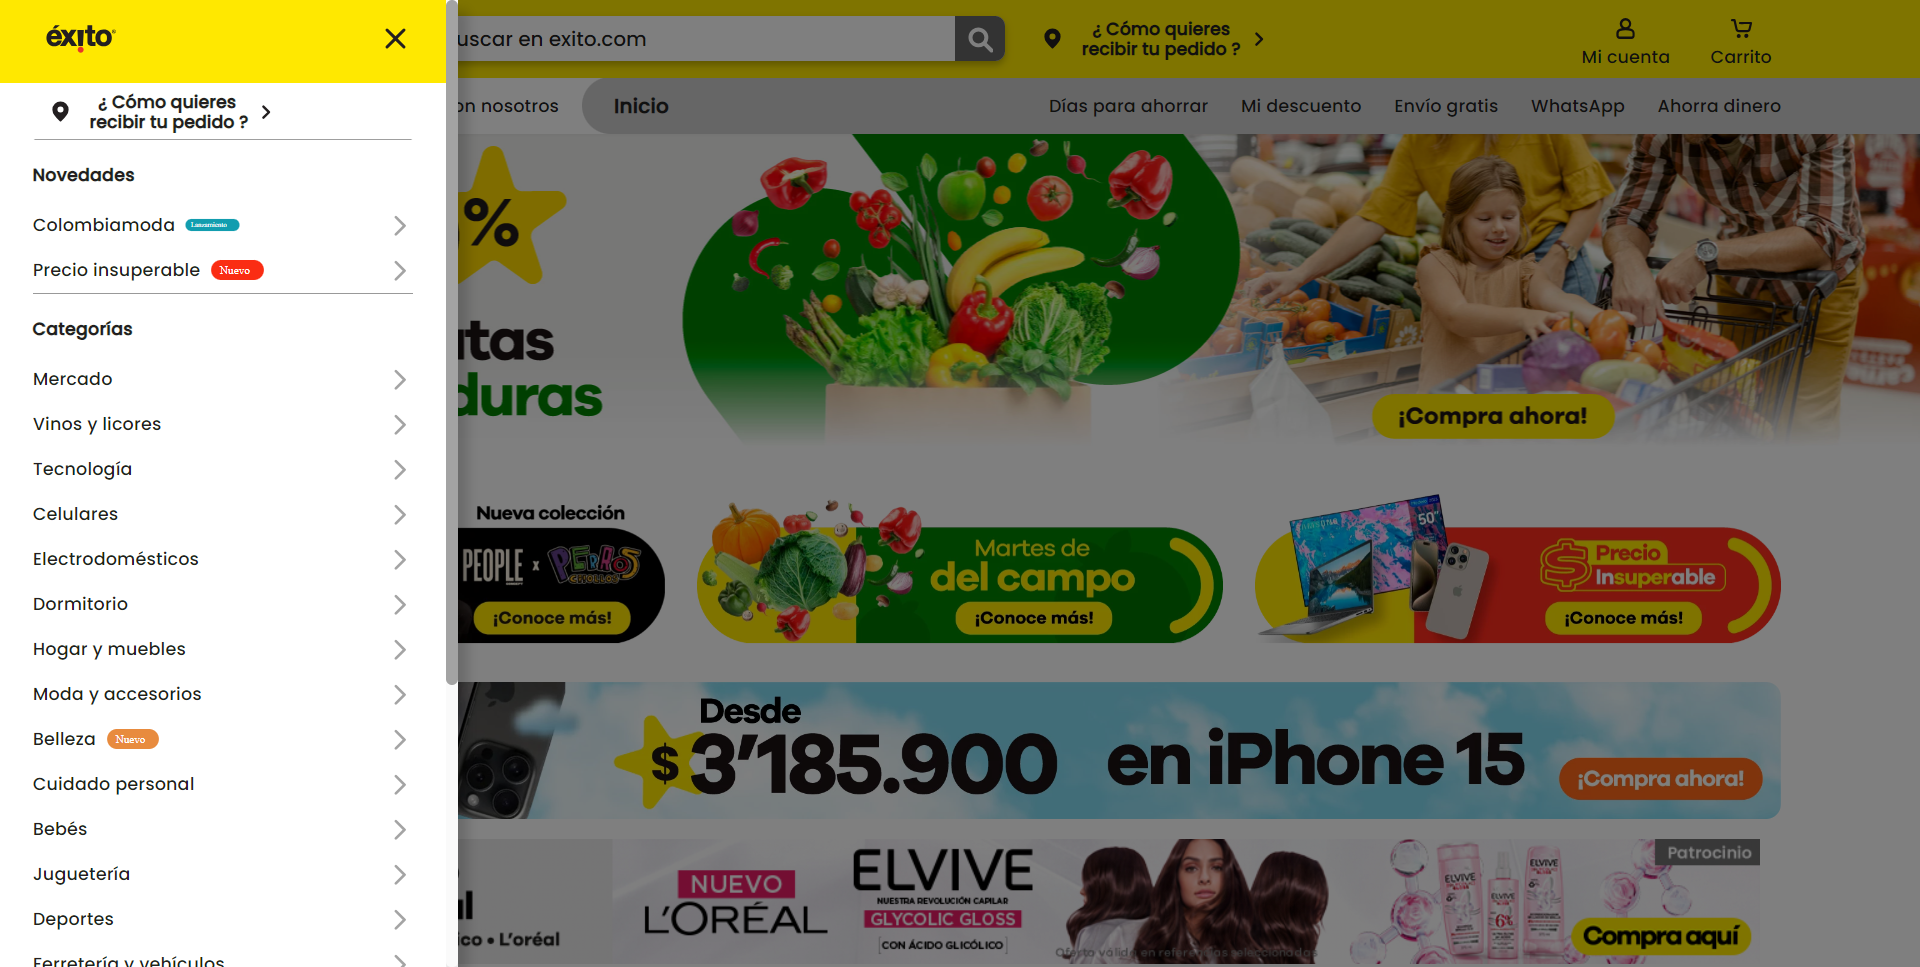 éxito
¿ Cómo quieres
recibir tu pedido ?
Novedades
Colombiamoda Lanzamiento
Precio insuperable Nuevo
Categorías
Mercado
Vinos y licores
Tecnología
Celulares
Electrodomésticos
Dormitorio
Hogar y muebles
Moda y accesorios
Belleza Nuevo
Cuidado personal
Bebés
Juguetería
Deportes
Ferretería y vehículos
uscar en exito.com
¿ Cómo quieres
recibir tu pedido ?
Mi cuenta
Carrito
on nosotros
Inicio
Días para ahorrar
Mi descuento
Envío gratis
WhatsApp
Ahorra dinero
%
utas
duras
¡Compra ahora!
Nueva colección
PEOPLE x PERROS CRIOLLOS
¡Conoce más!
Martes de
del campo
¡Conoce más!
50"
Precio
Insuperable
¡Conoce más!
Desde
$ 3'185.900 en iPhone 15
¡Compra ahora!
Patrocinio
al
ico • L'oréal
NUEVO
L'ORÉAL
ELVIVE
NUESTRA REVOLUCIÓN CAPILAR
GLYCOLIC GLOSS
[CON ÁCIDO GLICÓLICO]
Oferta válida en referencias seleccionadas
ELVIVE
ELVIVE
6%
Compra aquí